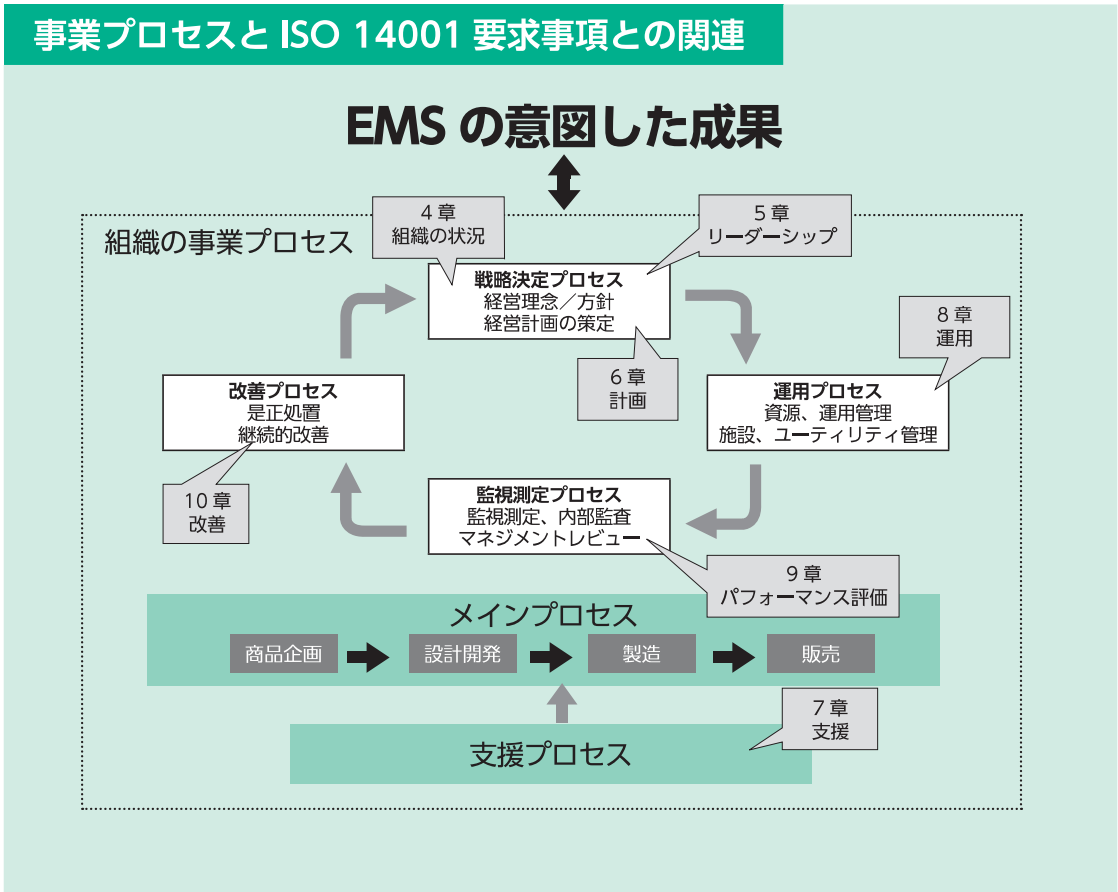 事業プロセスと ISO 14001 要求事項との関連
EMS の意図した成果
組織の事業プロセス
4 章
組織の状況
5 章
リーダーシップ
戦略決定プロセス
経営理念／方針
経営計画の策定
6 章
計画
8 章
運用
改善プロセス
是正処置
継続的改善
運用プロセス
資源、運用管理
施設、ユーティリティ管理
10 章
改善
監視測定プロセス
監視測定、内部監査
マネジメントレビュー
9 章
パフォーマンス評価
メインプロセス
商品企画
設計開発
製造
販売
7 章
支援
支援プロセス